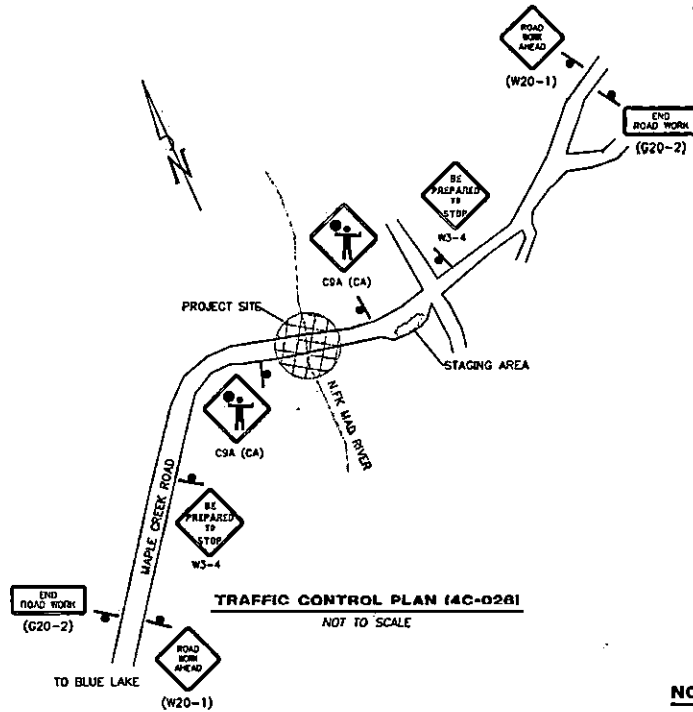 ROAD
WORK
AHEAD
(W20-1)
END
ROAD WORK
(G20-2)
BE
PREPARED
TO
STOP
W3-4
N
C9A (CA)
PROJECT SITE
STAGING AREA
N.FK MAD RIVER
C9A (CA)
MAPLE CREEK ROAD
BE
PREPARED
TO
STOP
W3-4
END
ROAD WORK
(G20-2)
TRAFFIC CONTROL PLAN (4C-026)
NOT TO SCALE
ROAD
WORK
AHEAD
(W20-1)
TO BLUE LAKE
NO